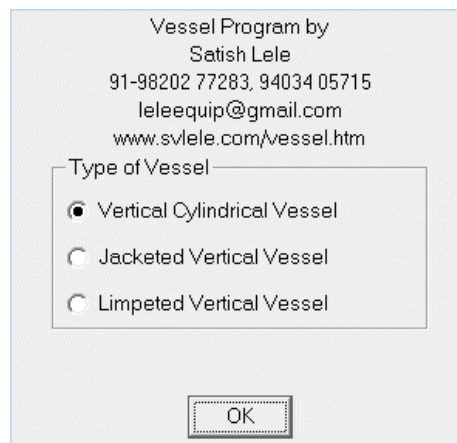 Vessel Program by
Satish Lele
91-98202 77283, 94034 05715
leleequip@gmail.com
www.svlele.com/vessel.htm
Type of Vessel
Vertical Cylindrical Vessel
Jacketed Vertical Vessel
Limpeted Vertical Vessel
OK